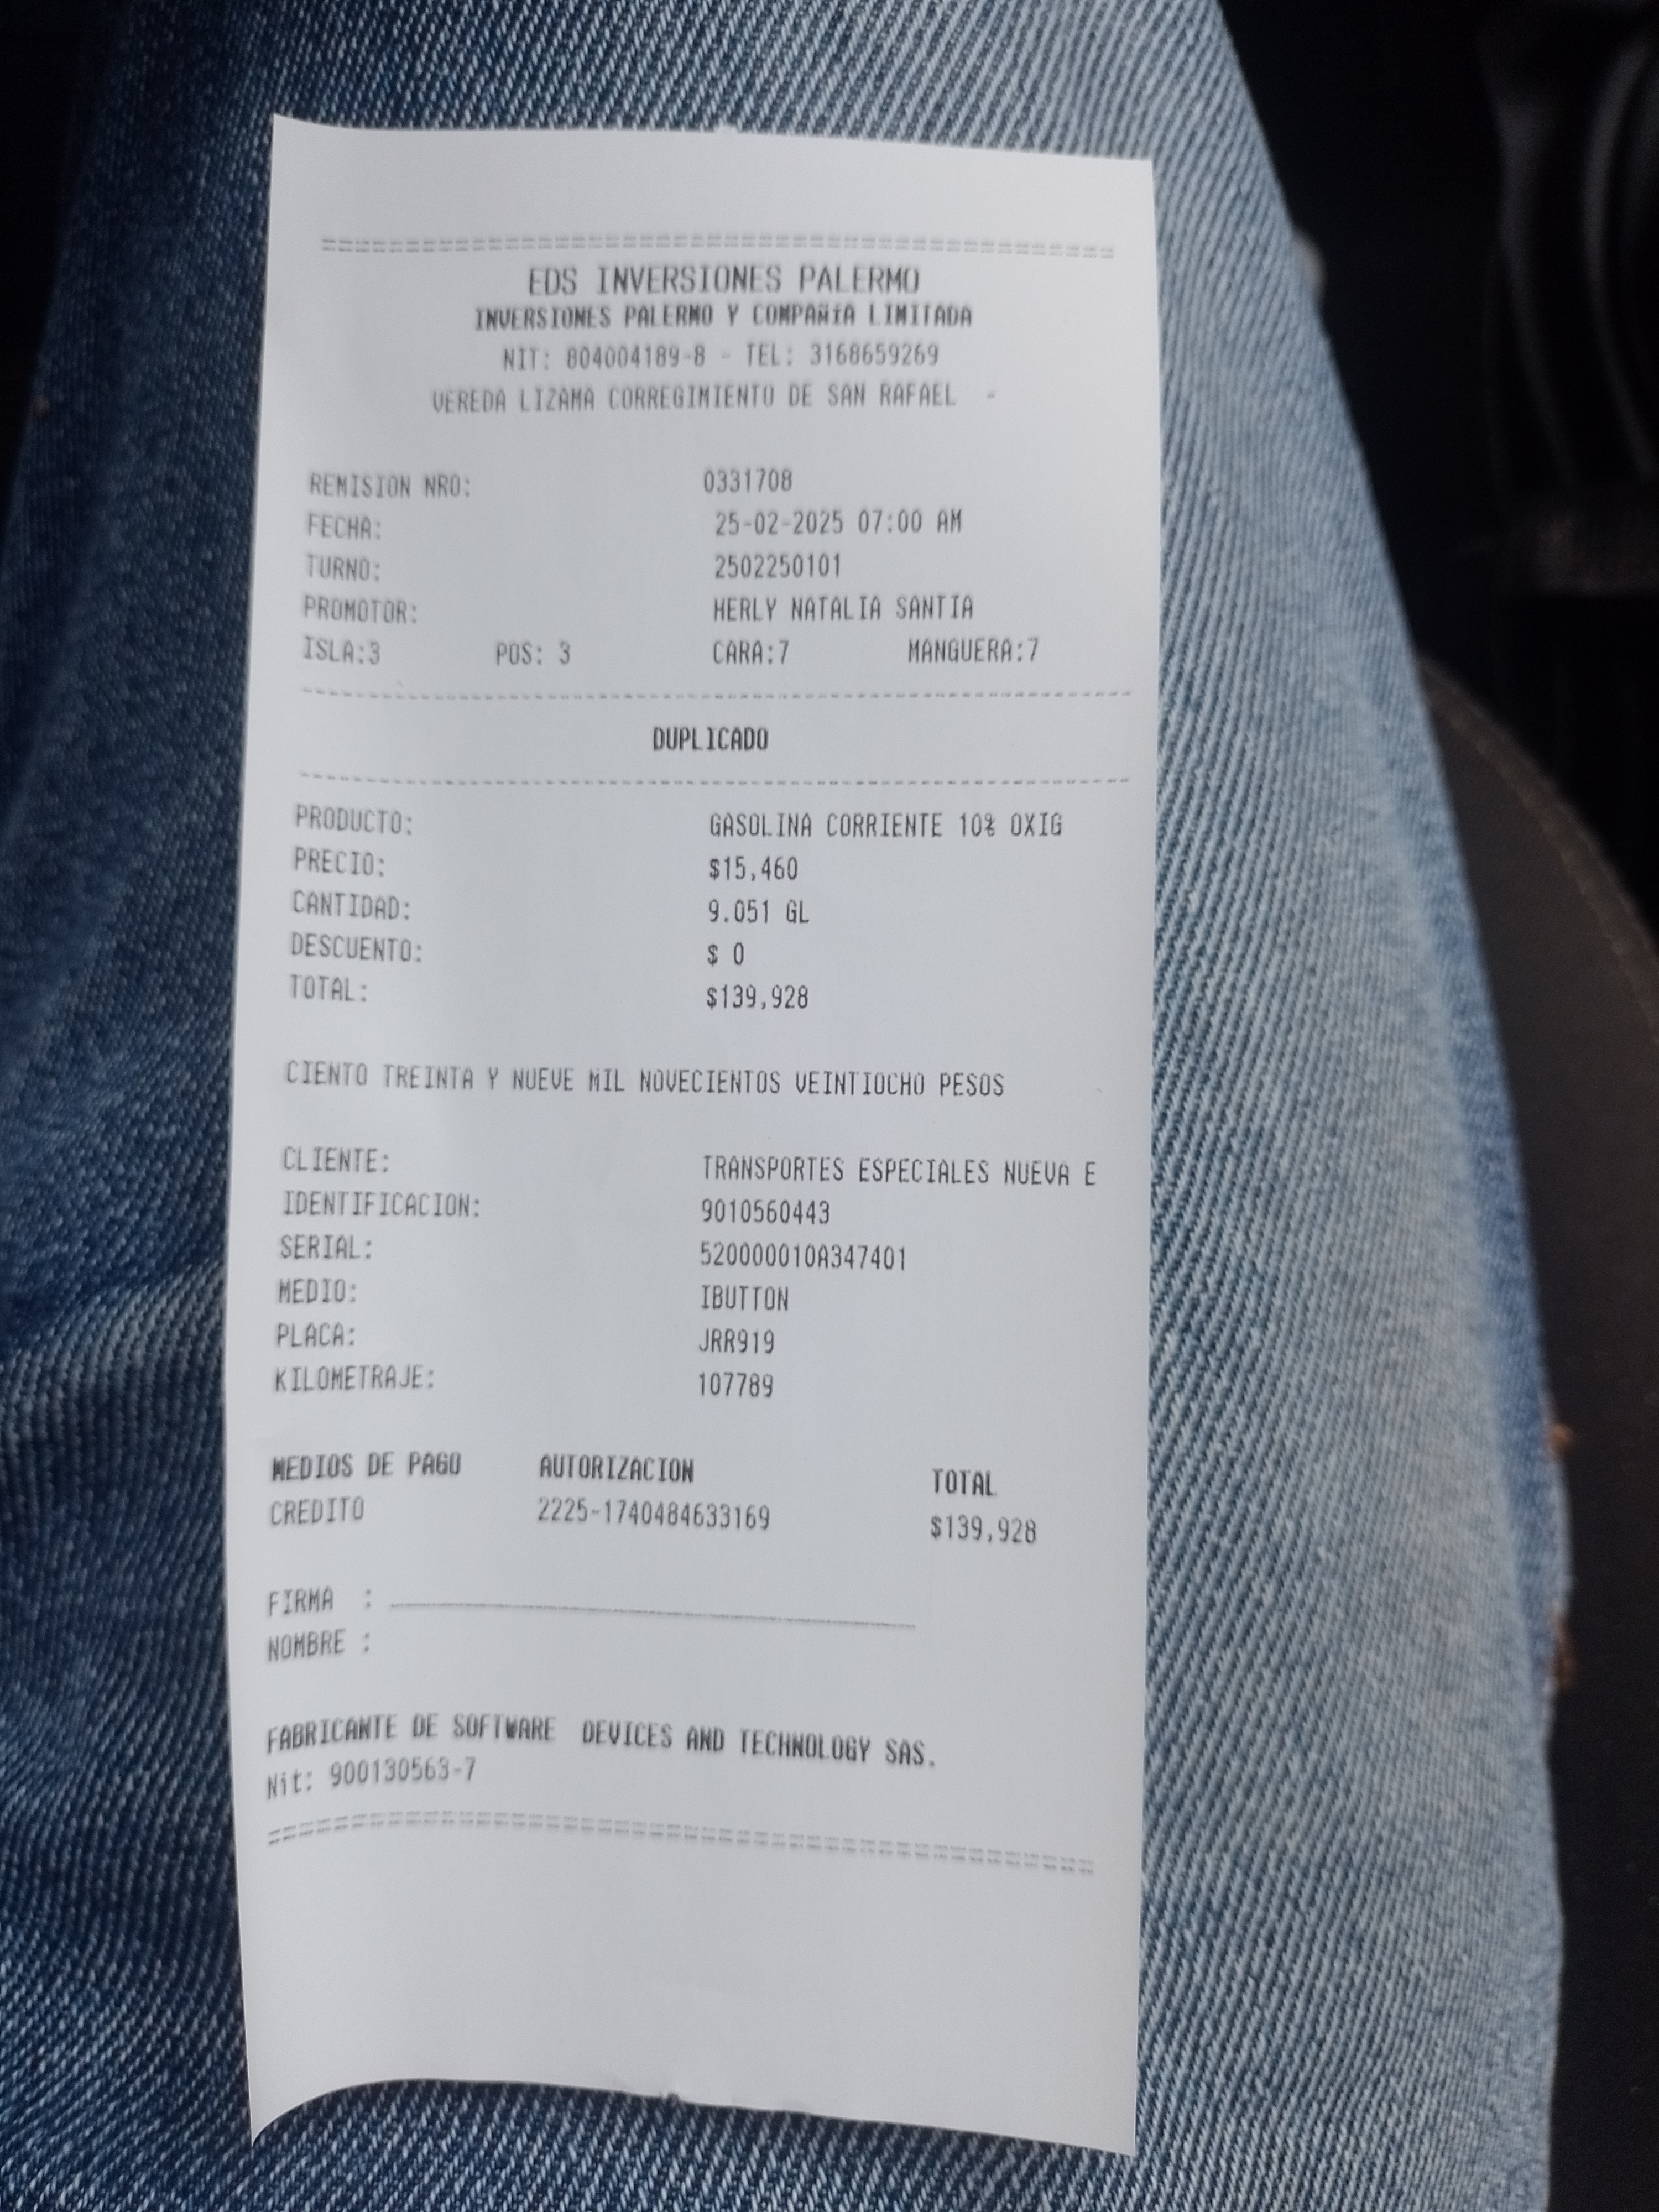 ========================================
EDS INVERSIONES PALERMO
INVERSIONES PALERMO Y COMPAÑíA LIMITADA
NIT: 804004189-8 - TEL: 3168659269
VEREDA LIZAMA CORREGIMIENTO DE SAN RAFAEL -
REMISION NRO: 0331708
FECHA: 25-02-2025 07:00 AM
TURNO: 2502250101
PROMOTOR: HERLY NATALIA SANTIA
ISLA:3 POS: 3 CARA:7 MANGUERA:7
DUPLICADO
PRODUCTO: GASOLINA CORRIENTE 10% OXIG
PRECIO: $15,460
CANTIDAD: 9.051 GL
DESCUENTO: $ 0
TOTAL: $139,928
CIENTO TREINTA Y NUEVE MIL NOVECIENTOS VEINTIOCHO PESOS
CLIENTE: TRANSPORTES ESPECIALES NUEVA E
IDENTIFICACION: 9010560443
SERIAL: 520000010A347401
MEDIO: IBUTTON
PLACA: JRR919
KILOMETRAJE: 107789
MEDIOS DE PAGO AUTORIZACION TOTAL
CREDITO 2225-1740484633169 $139,928
FIRMA :
NOMBRE :
FABRICANTE DE SOFTWARE DEVICES AND TECHNOLOGY SAS.
Nit: 900130563-7
========================================